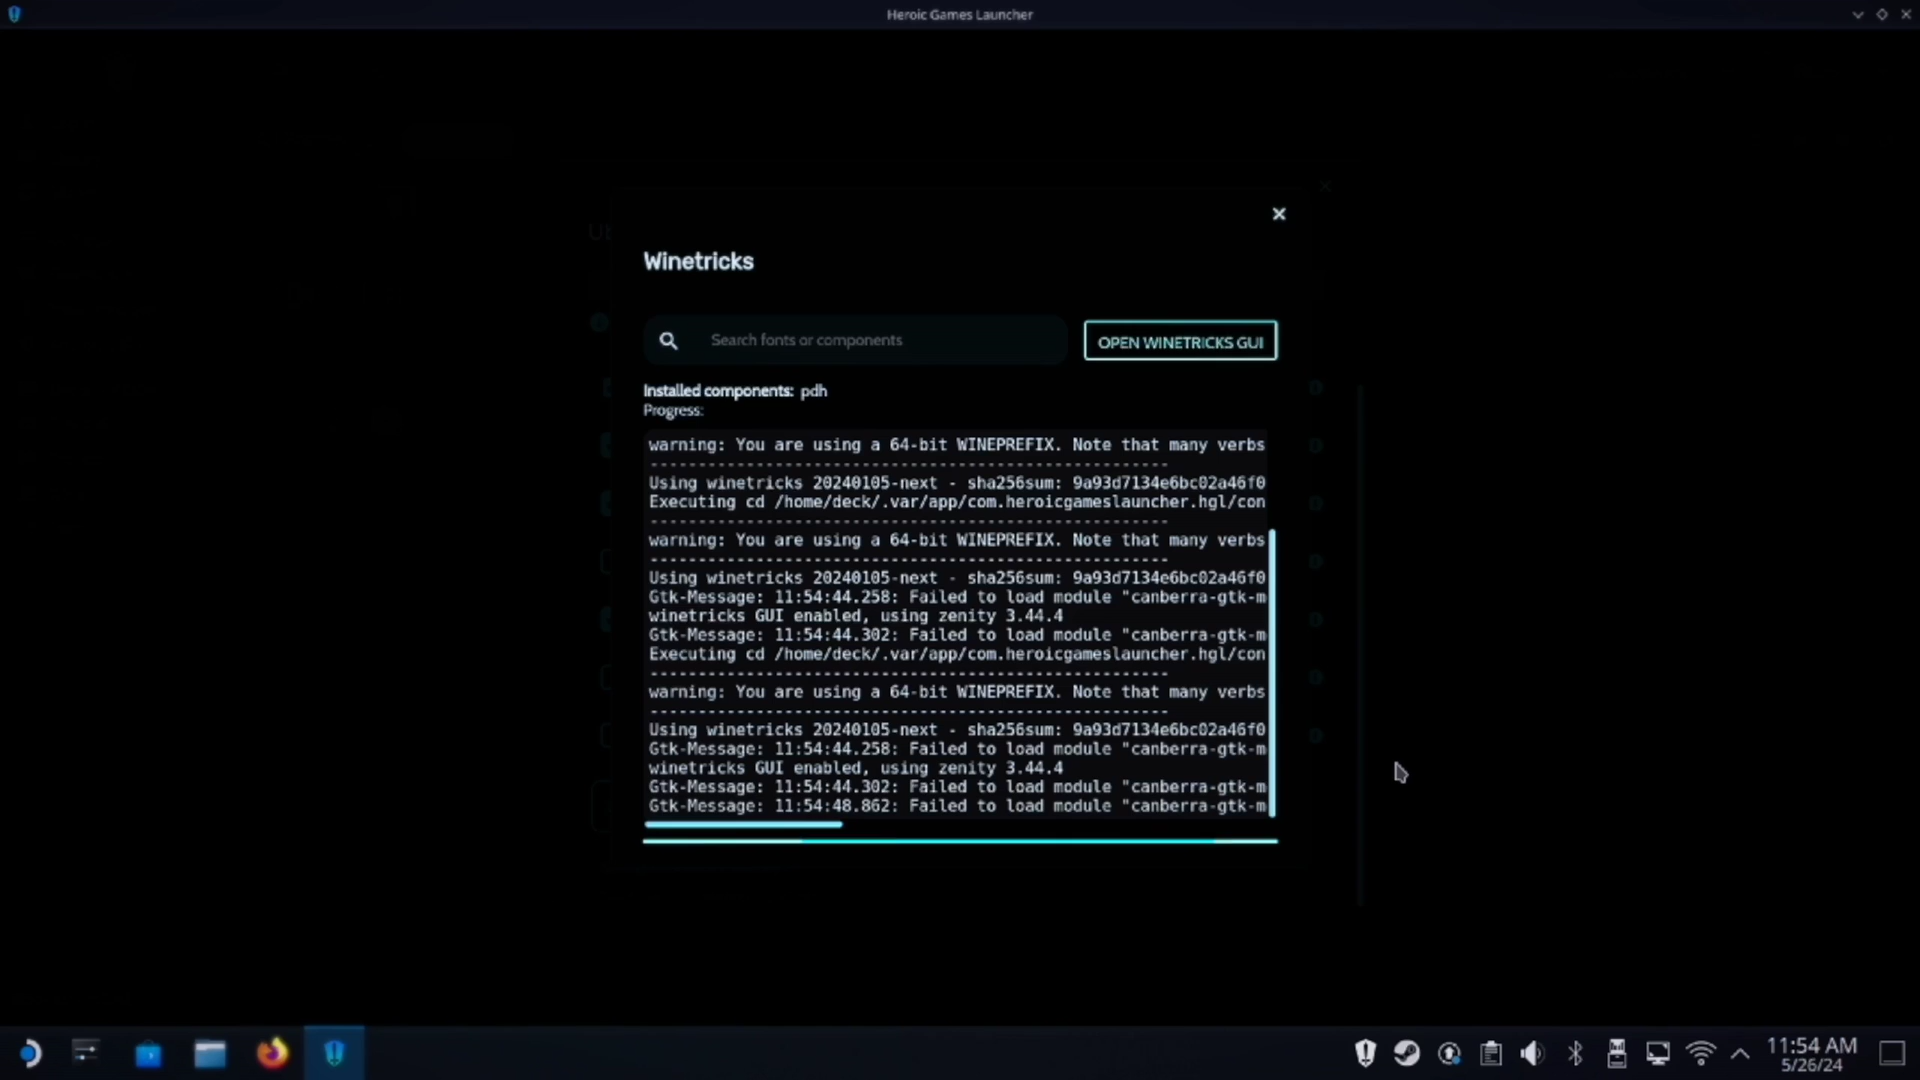 Heroic Games Launcher
Winetricks
Search fonts or components
OPEN WINETRICKS GUI
Installed components: pdh
Progress:
warning: You are using a 64-bit WINEPREFIX. Note that many verbs
------------------------------------------------------
Using winetricks 20240105-next - sha256sum: 9a93d7134e6bc02a46f0
Executing cd /home/deck/.var/app/com.heroicgameslauncher.hgl/con
------------------------------------------------------
warning: You are using a 64-bit WINEPREFIX. Note that many verbs
------------------------------------------------------
Using winetricks 20240105-next - sha256sum: 9a93d7134e6bc02a46f0
Gtk-Message: 11:54:44.258: Failed to load module "canberra-gtk-m
winetricks GUI enabled, using zenity 3.44.4
Gtk-Message: 11:54:44.302: Failed to load module "canberra-gtk-m
Executing cd /home/deck/.var/app/com.heroicgameslauncher.hgl/con
------------------------------------------------------
warning: You are using a 64-bit WINEPREFIX. Note that many verbs
------------------------------------------------------
Using winetricks 20240105-next - sha256sum: 9a93d7134e6bc02a46f0
Gtk-Message: 11:54:44.258: Failed to load module "canberra-gtk-m
winetricks GUI enabled, using zenity 3.44.4
Gtk-Message: 11:54:44.302: Failed to load module "canberra-gtk-m
Gtk-Message: 11:54:48.862: Failed to load module "canberra-gtk-m
11:54 AM
5/26/24